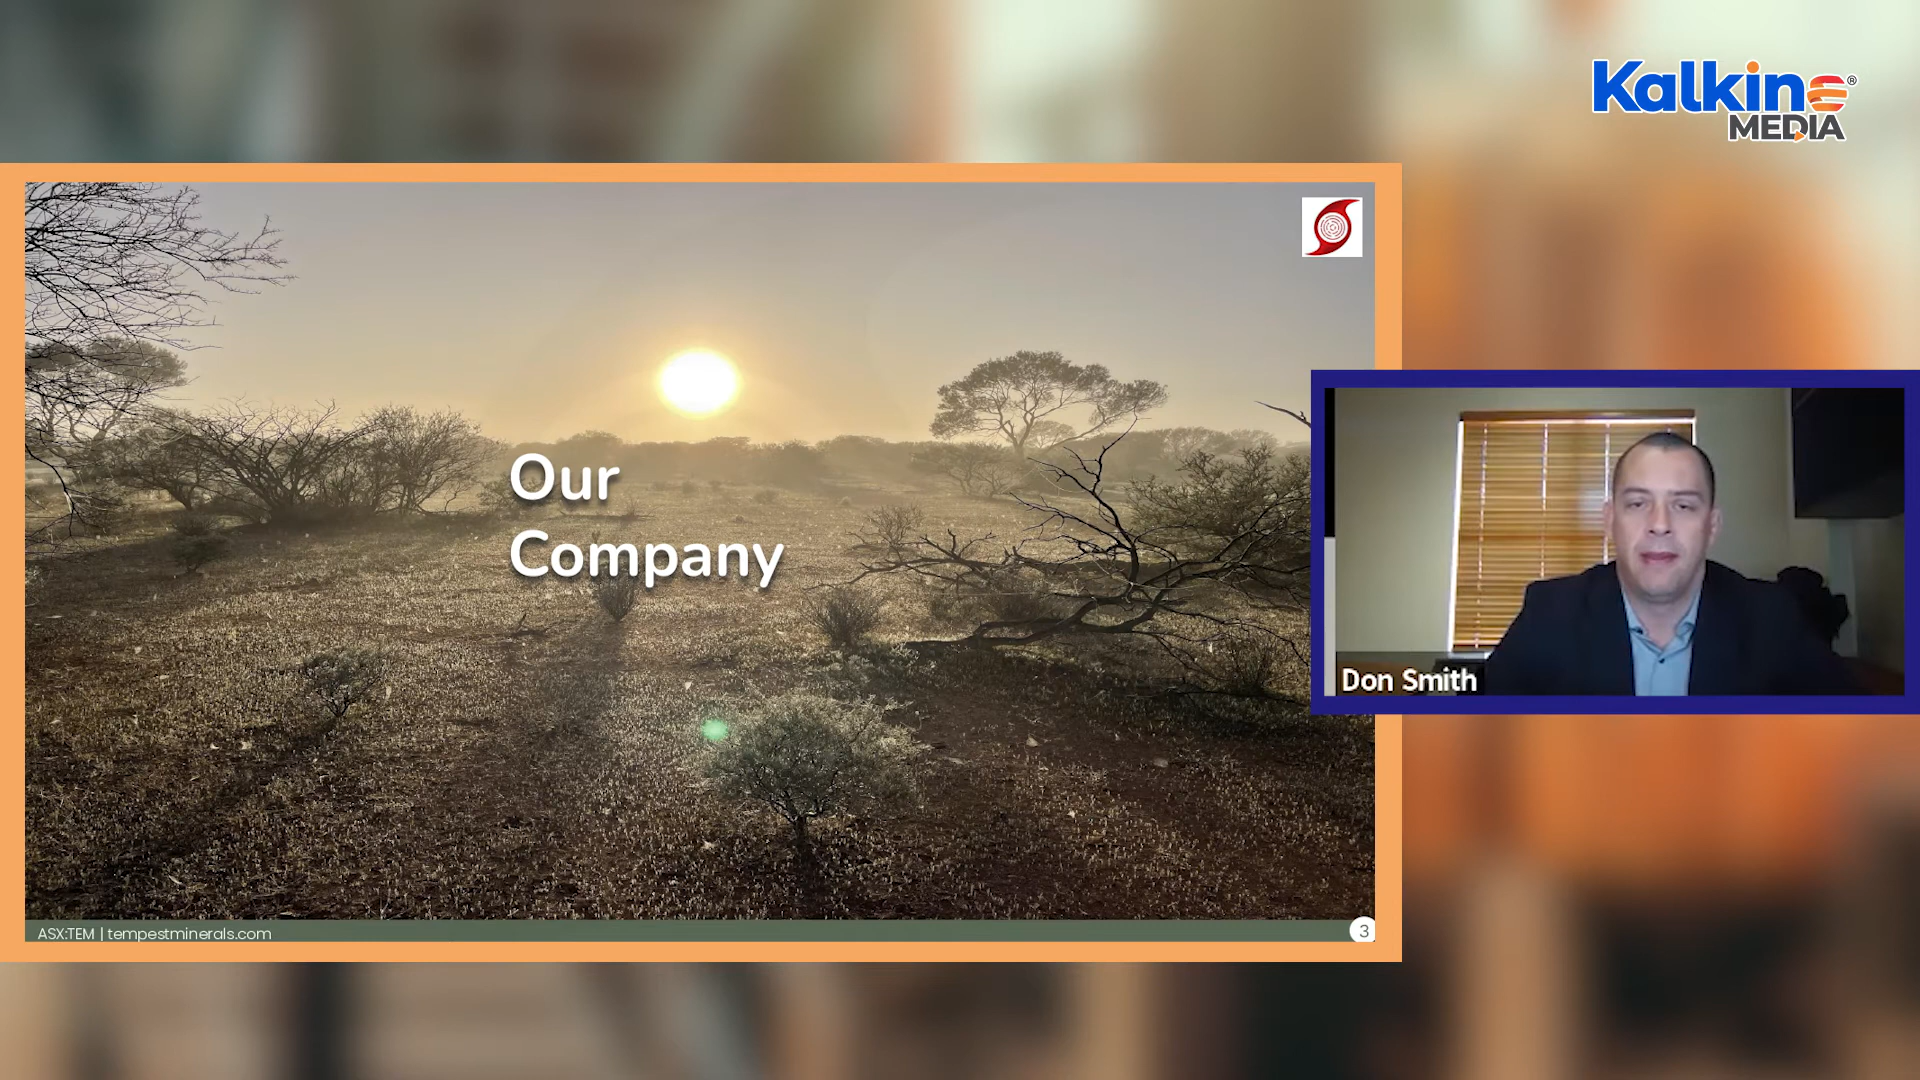 Kalkine®
MEDIA
Our
Company
Don Smith
ASX:TEM | tempestminerals.com
3